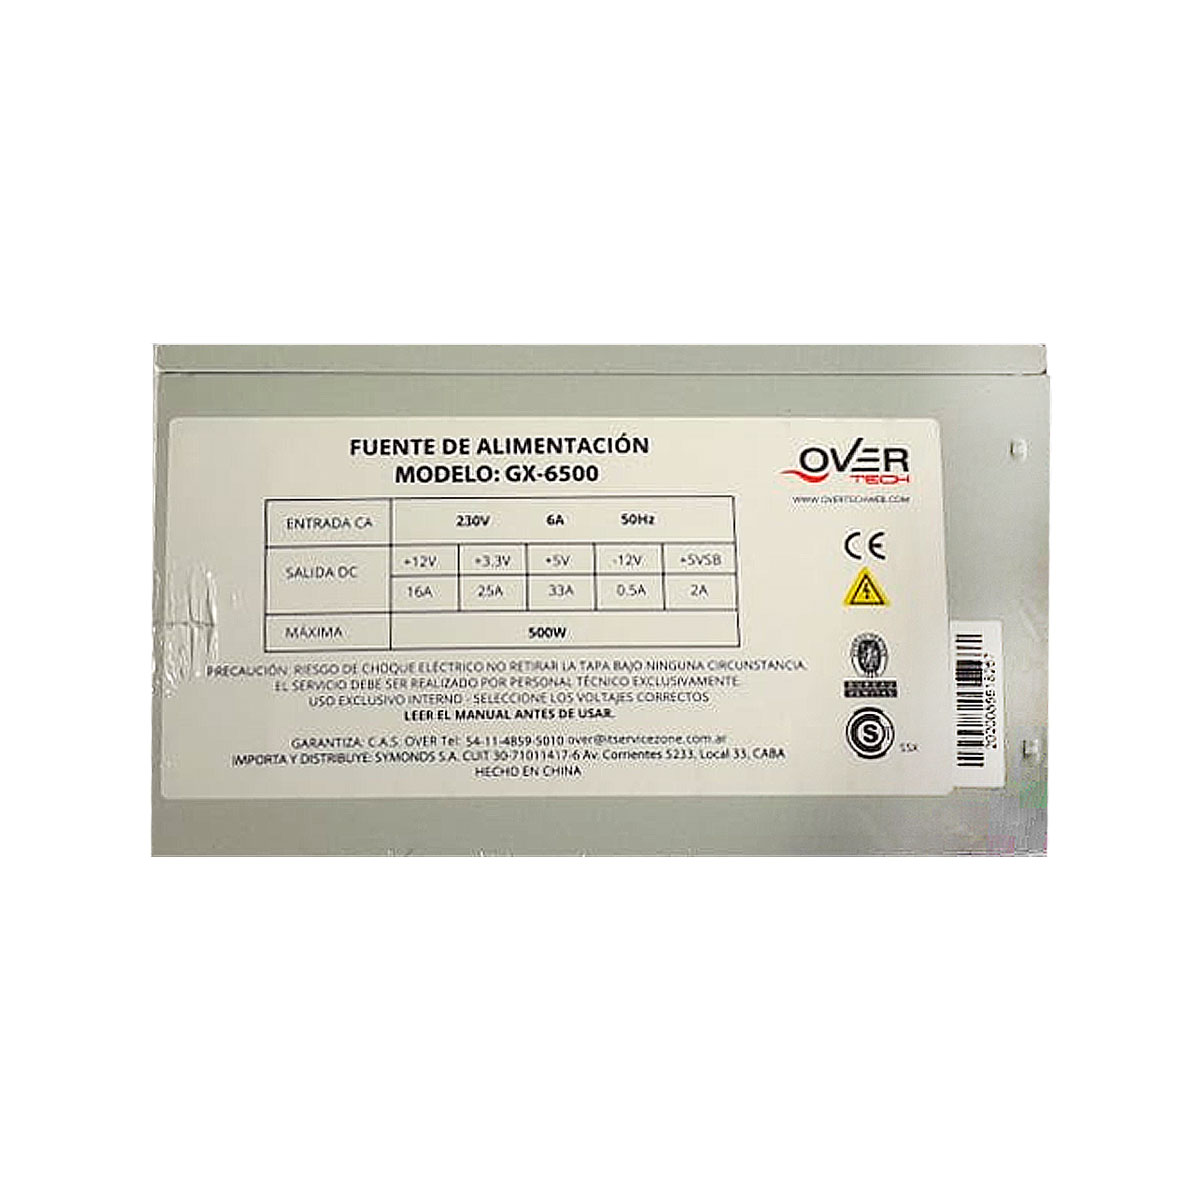 FUENTE DE ALIMENTACIÓN
MODELO: GX-6500
OVER
TECH
WWW.OVERTECHWEB.COM
ENTRADA CA 230V 6A 50Hz
SALIDA DC +12V +3.3V +5V -12V +5VSB
16A 25A 33A 0.5A 2A
MÁXIMA 500W
PRECAUCIÓN: RIESGO DE CHOQUE ELÉCTRICO NO RETIRAR LA TAPA BAJO NINGUNA CIRCUNSTANCIA.
EL SERVICIO DEBE SER REALIZADO POR PERSONAL TÉCNICO EXCLUSIVAMENTE.
USO EXCLUSIVO INTERNO - SELECCIONE LOS VOLTAJES CORRECTOS
LEER EL MANUAL ANTES DE USAR.
GARANTIZA: C.A.S. OVER Tel: 54-11-4859-5010 over@itservicezone.com.ar
IMPORTA Y DISTRIBUYE: SYMONDS S.A. CUIT 30-71011417-6 Av. Corrientes 5233, Local 33, CABA
HECHO EN CHINA
CE
BUREAU
VERITAS
S
SSX